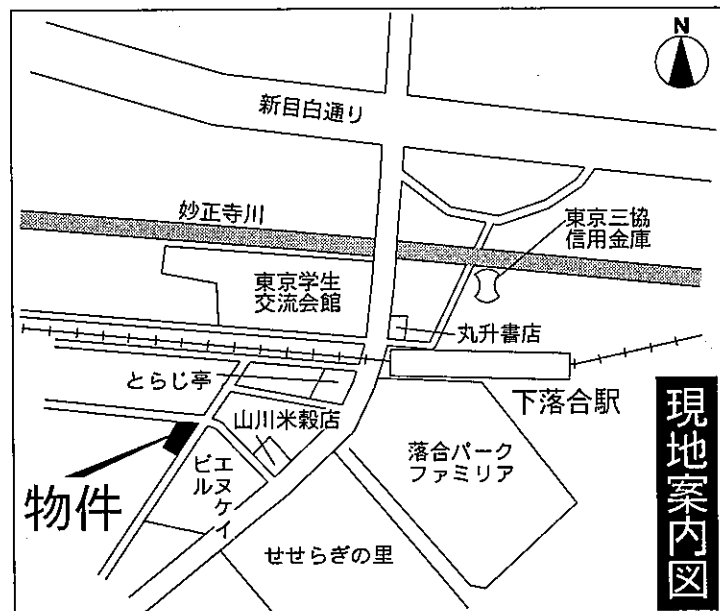 N
新目白通り
妙正寺川
東京三協
信用金庫
東京学生
交流会館
丸升書店
とらじ亭
下落合駅
山川米穀店
落合パーク
ファミリア
エヌケイ
ビル
物件
せせらぎの里
現地案内図